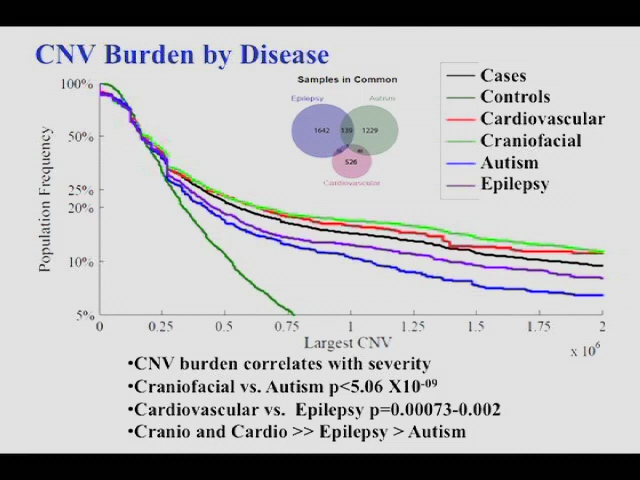 CNV Burden by Disease
Samples in Common
Epilepsy
Autism
1642
139
1229
526
Cardiovascular
Cases
Controls
Cardiovascular
Craniofacial
Autism
Epilepsy
Population Frequency
100%
50%
25%
20%
10%
5%
0
0.25
0.5
0.75
1
1.25
1.5
1.75
2
Largest CNV
x 10⁶
•CNV burden correlates with severity
•Craniofacial vs. Autism p<5.06 X10⁻⁰⁹
•Cardiovascular vs. Epilepsy p=0.00073-0.002
•Cranio and Cardio >> Epilepsy > Autism